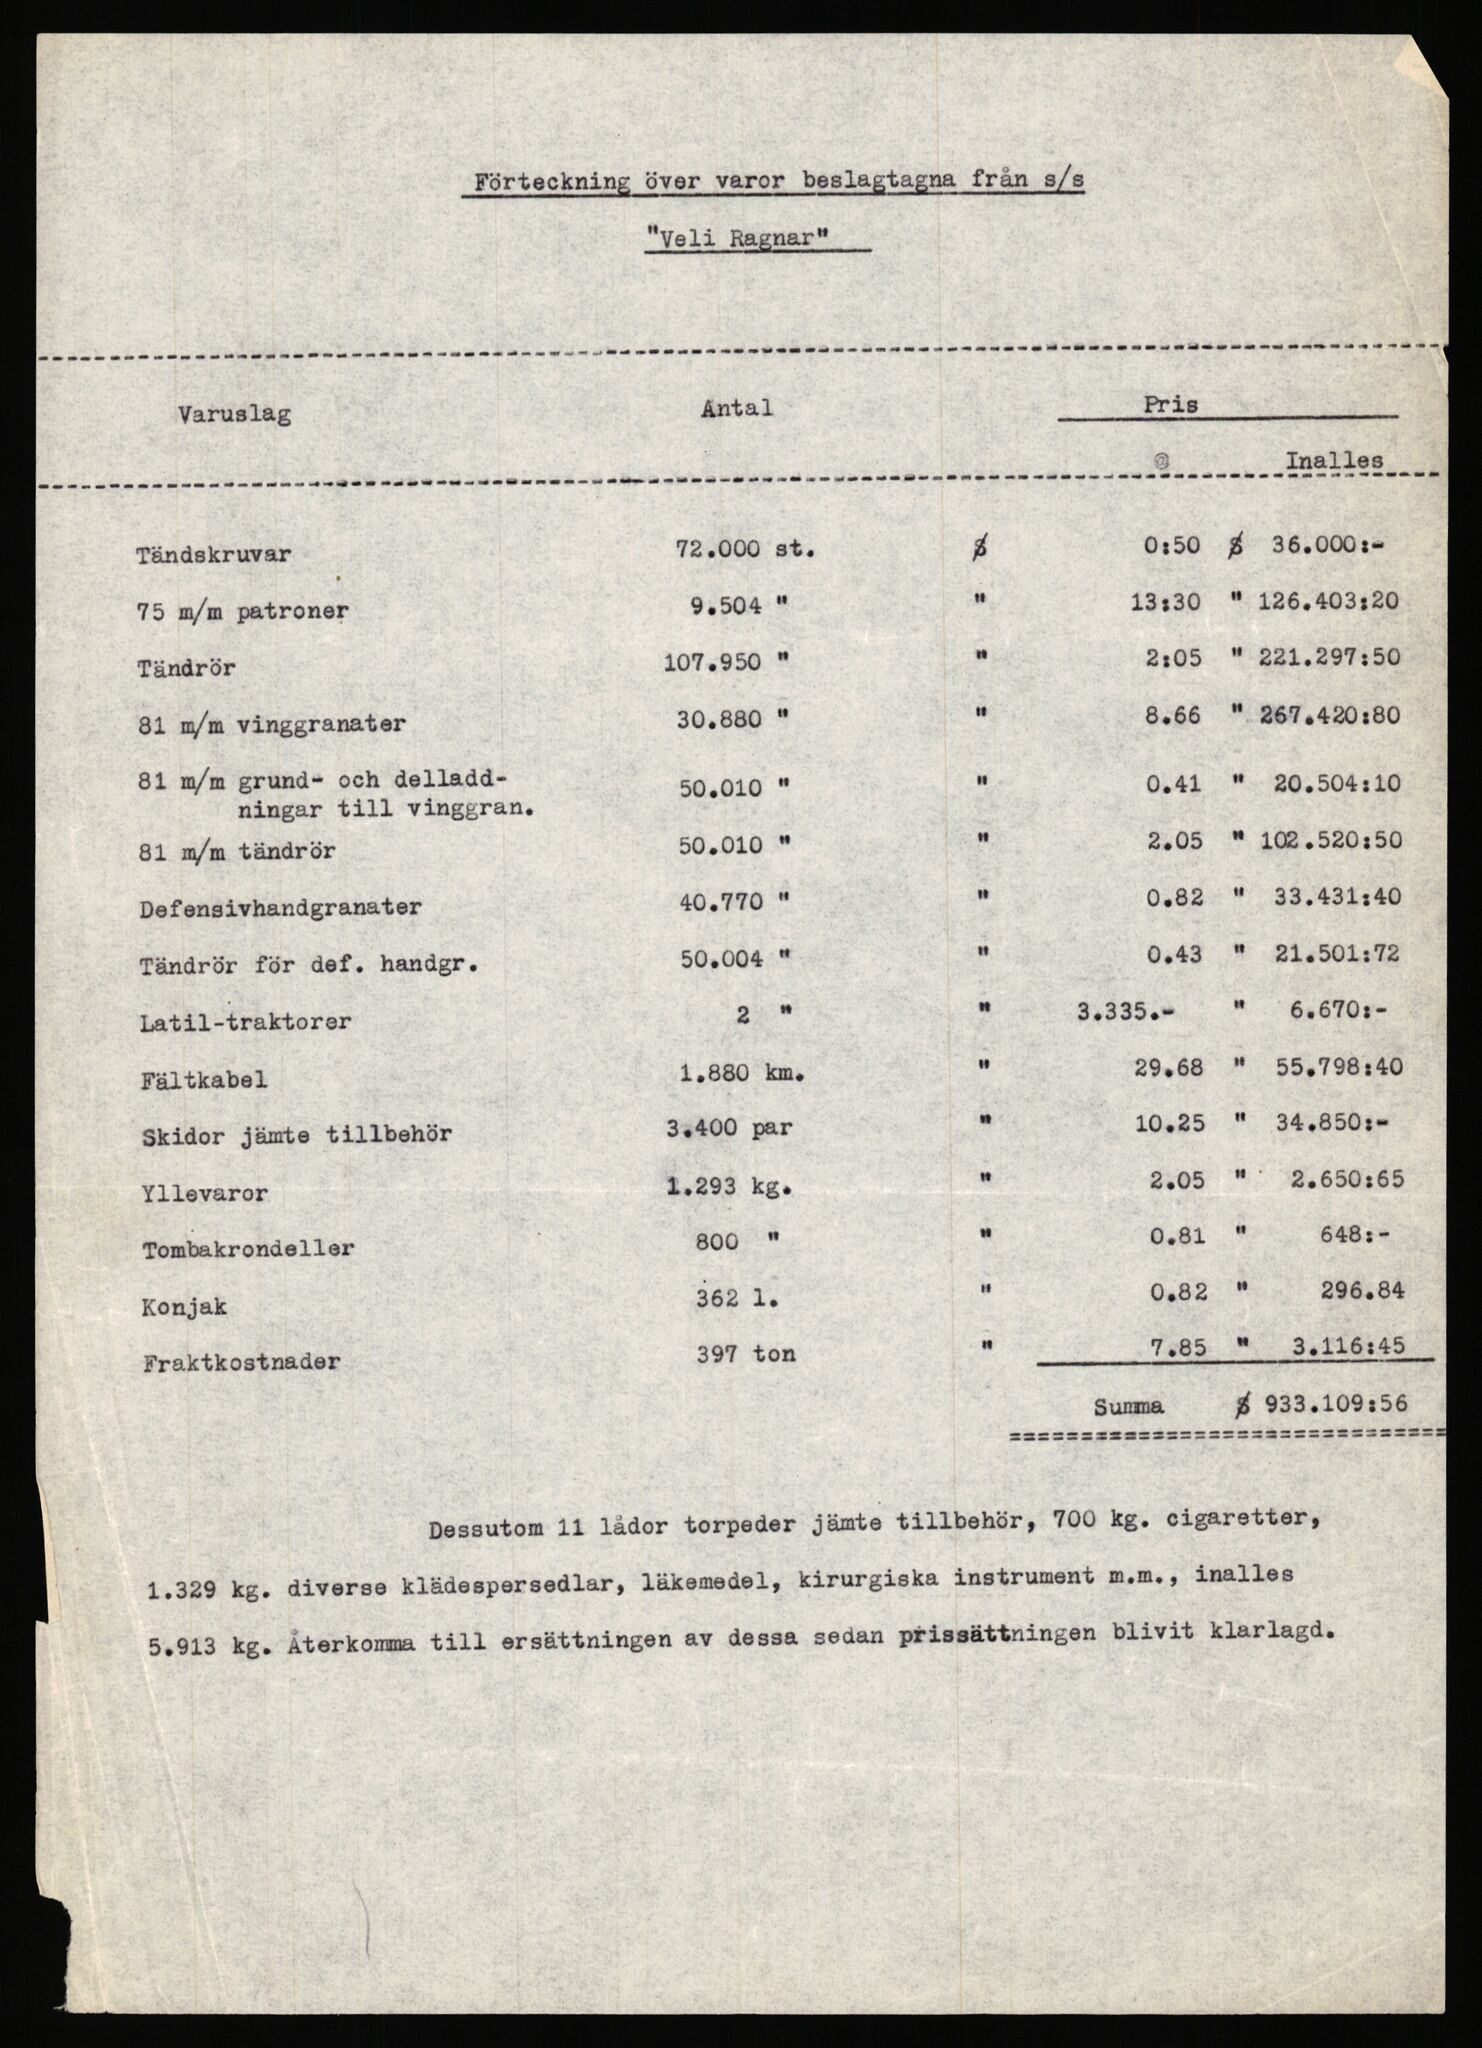 Förteckning över varor beslagtagna från s/s
"Veli Ragnar"
Varuslag Antal Pris
@ Inalles
Tändskruvar 72.000 st. $ 0:50 $ 36.000:-
75 m/m patroner 9.504 " " 13:30 " 126.403:20
Tändrör 107.950 " " 2:05 " 221.297:50
81 m/m vinggranater 30.880 " " 8.66 " 267.420:80
81 m/m grund- och delladd-
ningar till vinggran. 50.010 " " 0.41 " 20.504:10
81 m/m tändrör 50.010 " " 2.05 " 102.520:50
Defensivhandgranater 40.770 " " 0.82 " 33.431:40
Tändrör för def. handgr. 50.004 " " 0.43 " 21.501:72
Latil-traktorer 2 " " 3.335.- " 6.670:-
Fältkabel 1.880 km. " 29.68 " 55.798:40
Skidor jämte tillbehör 3.400 par " 10.25 " 34.850:-
Yllevaror 1.293 kg. " 2.05 " 2.650:65
Tombakrondeller 800 " " 0.81 " 648:-
Konjak 362 l. " 0.82 " 296.84
Fraktkostnader 397 ton " 7.85 " 3.116:45
Summa $ 933.109:56
Dessutom 11 lådor torpeder jämte tillbehör, 700 kg. cigaretter,
1.329 kg. diverse klädespersedlar, läkemedel, kirurgiska instrument m.m., inalles
5.913 kg. Återkomma till ersättningen av dessa sedan prissättningen blivit klarlagd.